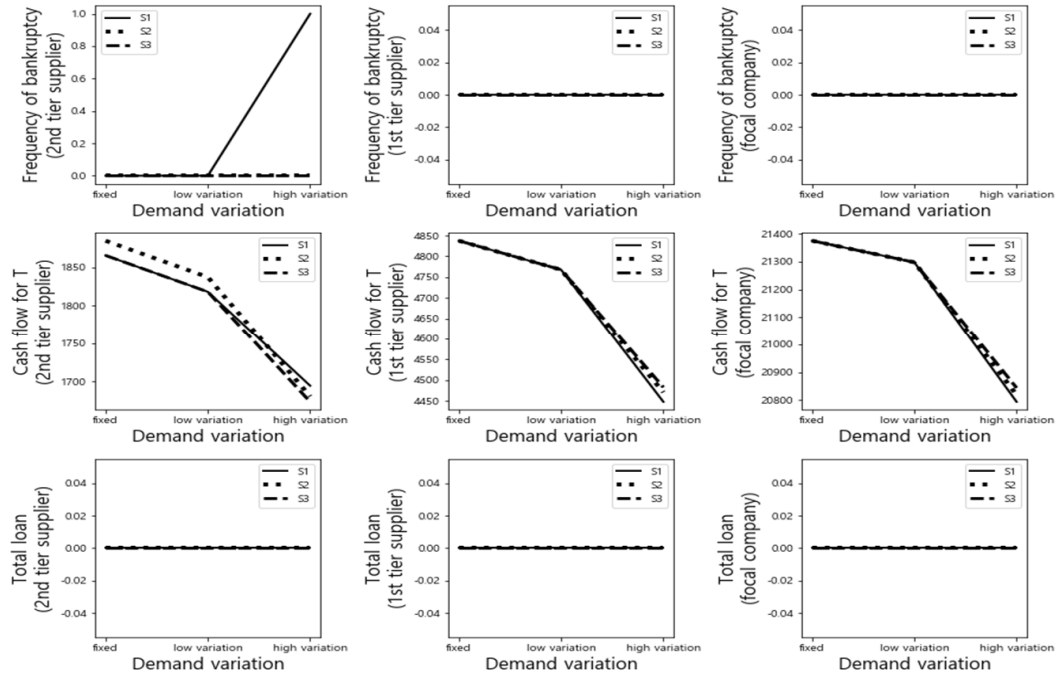 Frequency of bankruptcy
(2nd tier supplier)
1.0
0.8
0.6
0.4
0.2
0.0
S1
S2
S3
fixed
low variation
high variation
Demand variation
Frequency of bankruptcy
(1st tier supplier)
0.04
0.02
0.00
-0.02
-0.04
S1
S2
S3
fixed
low variation
high variation
Demand variation
Frequency of bankruptcy
(focal company)
0.04
0.02
0.00
-0.02
-0.04
S1
S2
S3
fixed
low variation
high variation
Demand variation
Cash flow for T
(2nd tier supplier)
1850
1800
1750
1700
S1
S2
S3
fixed
low variation
high variation
Demand variation
Cash flow for T
(1st tier supplier)
4850
4800
4750
4700
4650
4600
4550
4500
4450
S1
S2
S3
fixed
low variation
high variation
Demand variation
Cash flow for T
(focal company)
21400
21300
21200
21100
21000
20900
20800
S1
S2
S3
fixed
low variation
high variation
Demand variation
Total loan
(2nd tier supplier)
0.04
0.02
0.00
-0.02
-0.04
S1
S2
S3
fixed
low variation
high variation
Demand variation
Total loan
(1st tier supplier)
0.04
0.02
0.00
-0.02
-0.04
S1
S2
S3
fixed
low variation
high variation
Demand variation
Total loan
(focal company)
0.04
0.02
0.00
-0.02
-0.04
S1
S2
S3
fixed
low variation
high variation
Demand variation